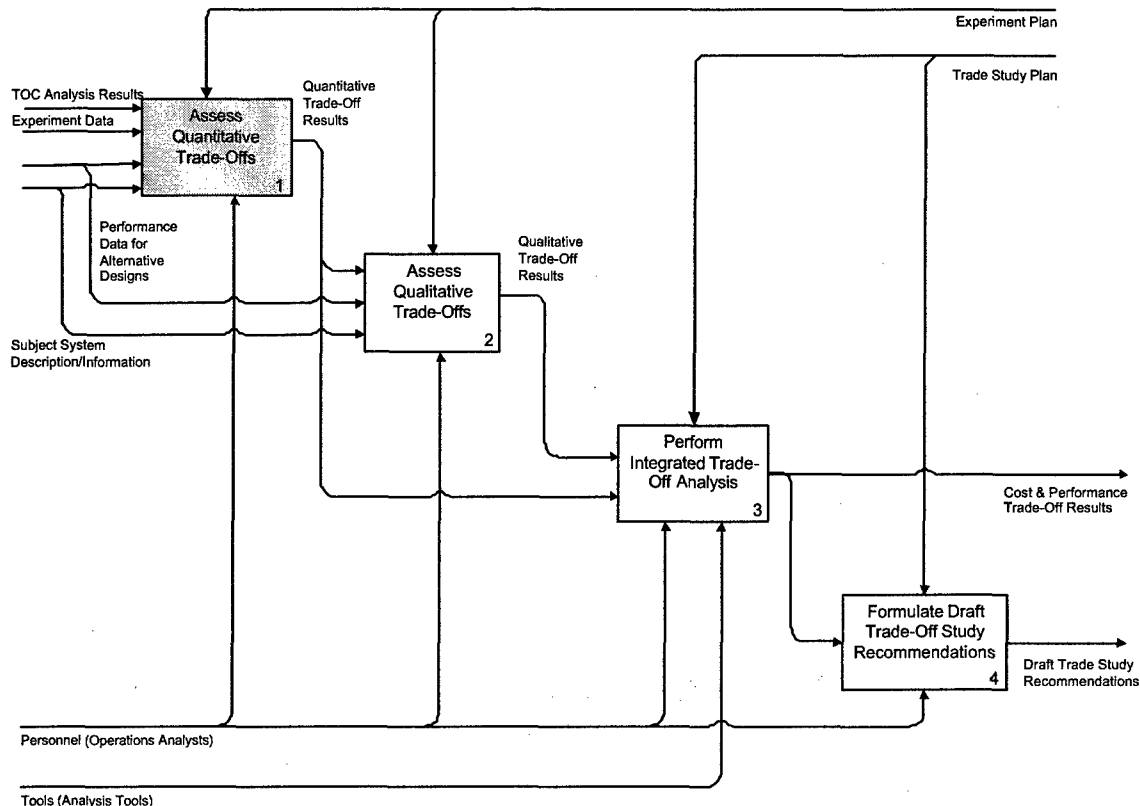 Experiment Plan
Trade Study Plan
TOC Analysis Results
Experiment Data
Assess
Quantitative
Trade-Offs
1
Quantitative
Trade-Off
Results
Performance
Data for
Alternative
Designs
Subject System
Description/Information
Assess
Qualitative
Trade-Offs
2
Qualitative
Trade-Off
Results
Perform
Integrated Trade-
Off Analysis
3
Cost & Performance
Trade-Off Results
Formulate Draft
Trade-Off Study
Recommendations
4
Draft Trade Study
Recommendations
Personnel (Operations Analysts)
Tools (Analysis Tools)